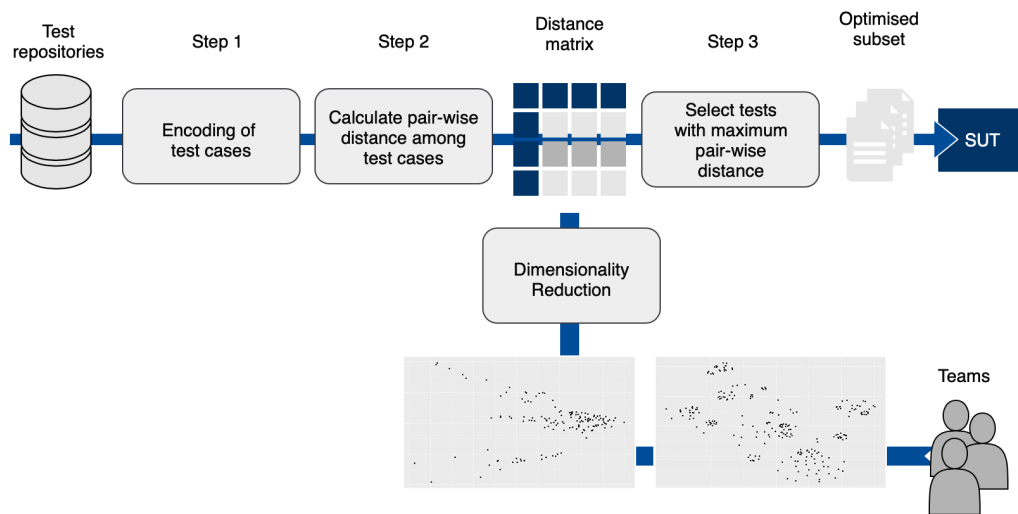 Test
repositories
Step 1
Step 2
Distance
matrix
Step 3
Optimised
subset
Encoding of
test cases
Calculate pair-wise
distance among
test cases
Select tests
with maximum
pair-wise
distance
SUT
Dimensionality
Reduction
Teams